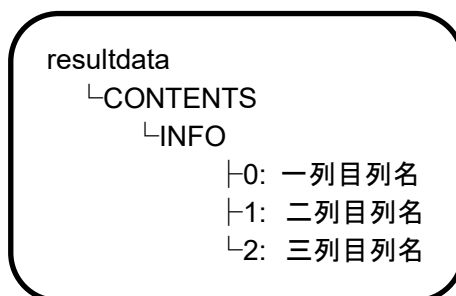 resultdata
└CONTENTS
└INFO
├0: 一列目列名
├1: 二列目列名
└2: 三列目列名